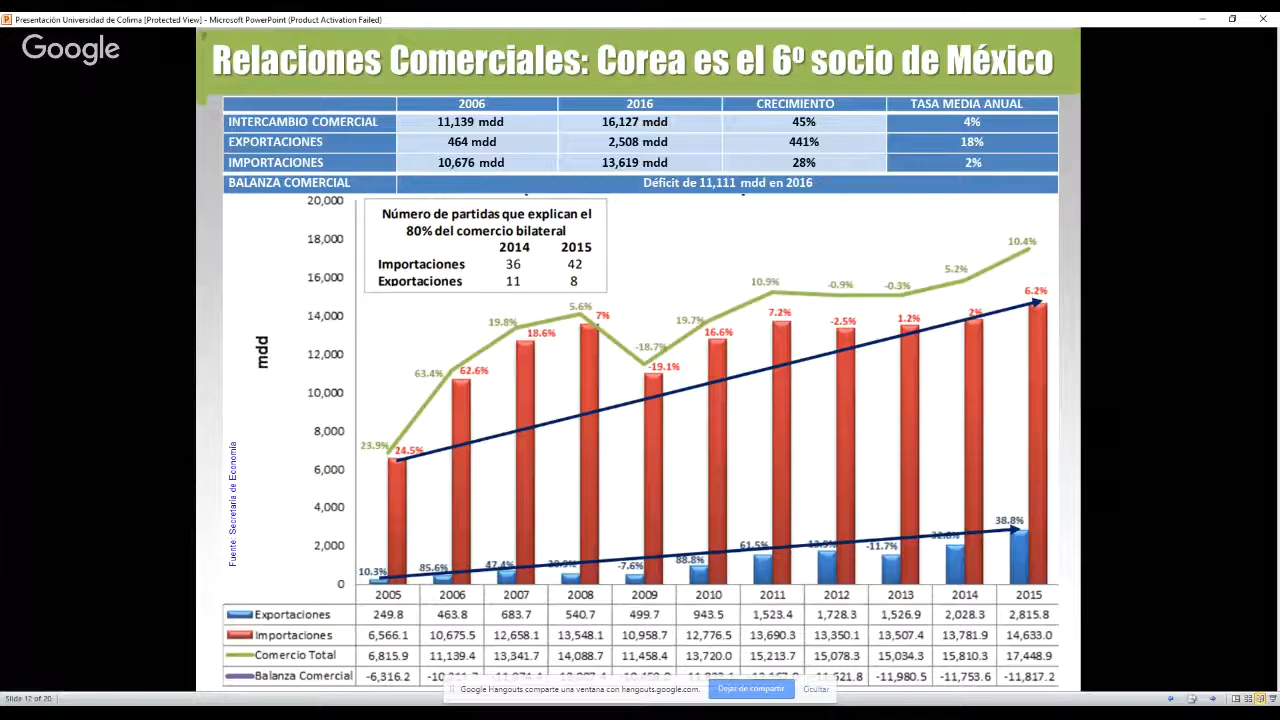 Presentación Universidad de Colima [Protected View] - Microsoft PowerPoint (Product Activation Failed)
Google
Relaciones Comerciales: Corea es el 6º socio de México
2006 2016 CRECIMIENTO TASA MEDIA ANUAL
INTERCAMBIO COMERCIAL 11,139 mdd 16,127 mdd 45% 4%
EXPORTACIONES 464 mdd 2,508 mdd 441% 18%
IMPORTACIONES 10,676 mdd 13,619 mdd 28% 2%
BALANZA COMERCIAL Déficit de 11,111 mdd en 2016
Número de partidas que explican el
80% del comercio bilateral
2014 2015
Importaciones 36 42
Exportaciones 11 8
20,000
18,000
16,000
14,000
12,000
10,000
8,000
6,000
4,000
2,000
0
mdd
Fuente: Secretaría de Economía
23.9% 63.4% 19.8% 5.6% -18.7% 19.7% 10.9% -0.9% -0.3% 5.2% 10.4%
24.5% 62.6% 18.6% 7% -19.1% 16.6% 7.2% -2.5% 1.2% 2% 6.2%
10.3% 85.6% 47.4% -7.6% 88.8% 61.5% -11.7% 38.8%
2005 2006 2007 2008 2009 2010 2011 2012 2013 2014 2015
Exportaciones 249.8 463.8 683.7 540.7 499.7 943.5 1,523.4 1,728.3 1,526.9 2,028.3 2,815.8
Importaciones 6,566.1 10,675.5 12,658.1 13,548.1 10,958.7 12,776.5 13,690.3 13,350.1 13,507.4 13,781.9 14,633.0
Comercio Total 6,815.9 11,139.4 13,341.7 14,088.7 11,458.4 13,720.0 15,213.7 15,078.3 15,034.3 15,810.3 17,448.9
Balanza Comercial -6,316.2 -11,980.5 -11,753.6 -11,817.2
Google Hangouts comparte una ventana con hangouts.google.com. Dejar de compartir Ocultar
Slide 12 of 20